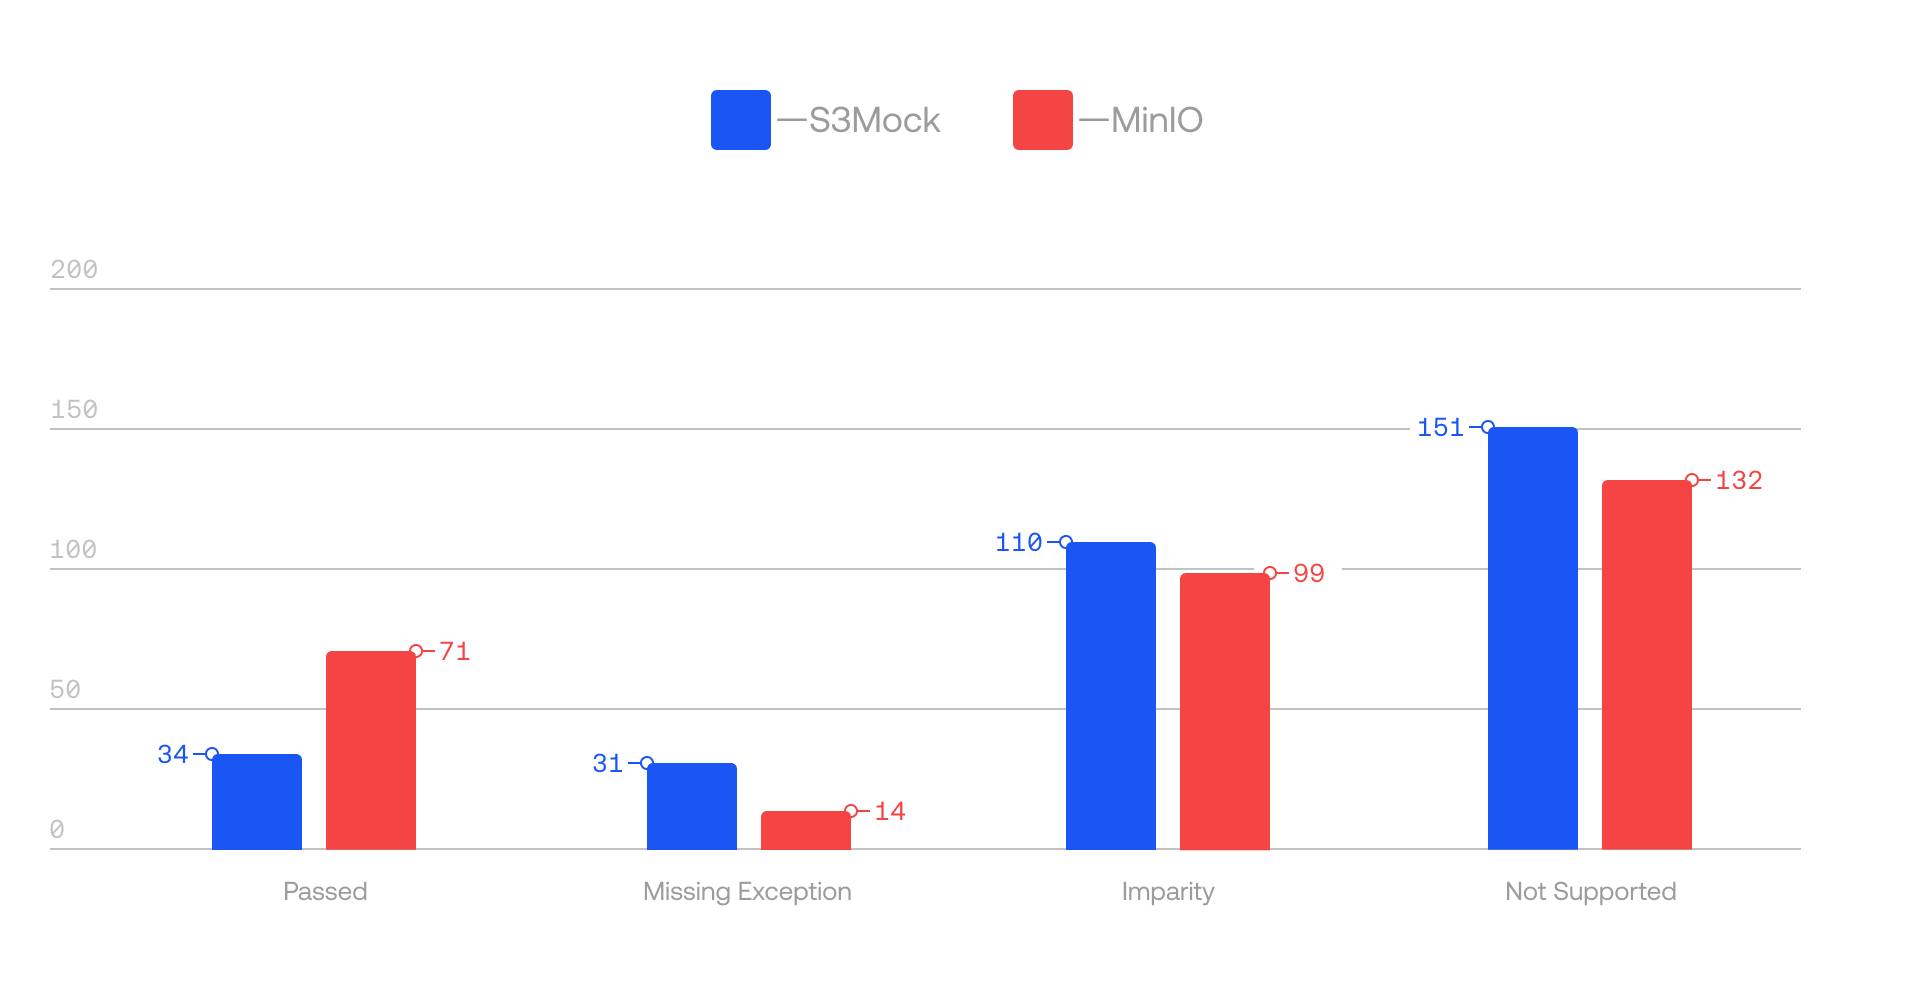 —S3Mock
—MinIO
200
150
100
50
0
34
71
31
14
110
99
151
132
Passed
Missing Exception
Imparity
Not Supported